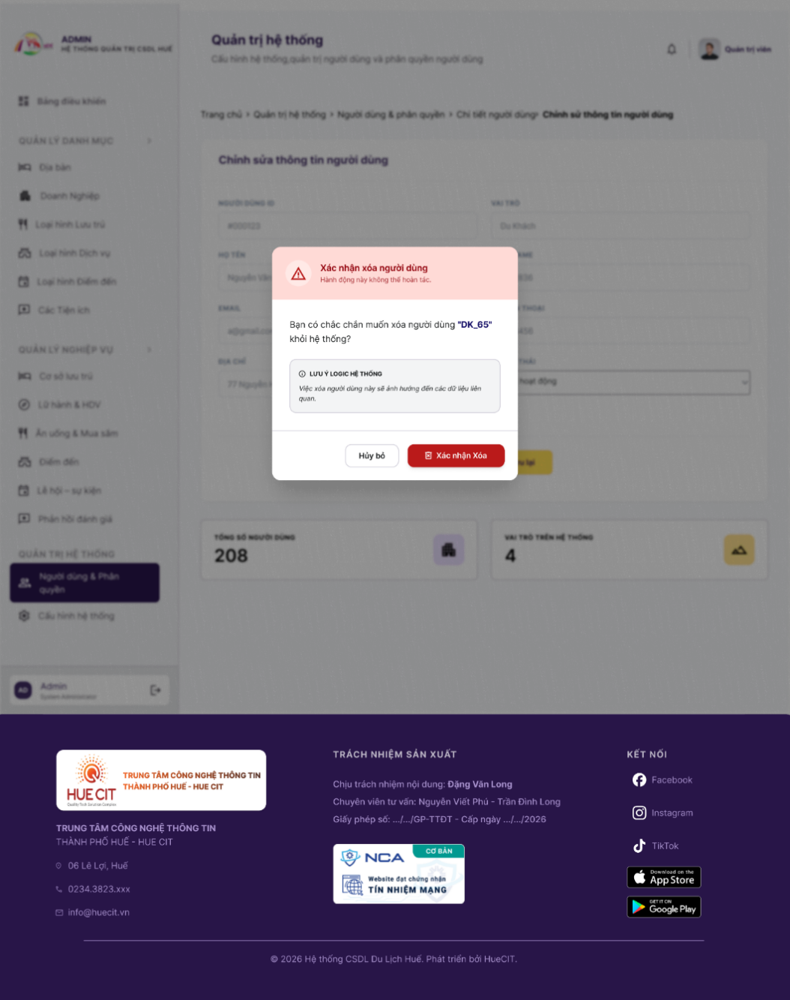 ADMIN
HỆ THỐNG QUẢN TRỊ CSDL HUẾ
Quản trị hệ thống
Cấu hình hệ thống,quản trị người dùng và phân quyền người dùng
Quản trị viên
Bảng điều khiển
Trang chủ > Quản trị hệ thống > Người dùng & phân quyền > Chi tiết người dùng> Chỉnh sử thông tin người dùng
QUẢN LÝ DANH MỤC
Địa bàn
Doanh Nghiệp
Loại hình Lưu trú
Loại hình Dịch vụ
Loại hình Điểm đến
Các Tiện ích
QUẢN LÝ NGHIỆP VỤ
Cơ sở lưu trú
Lữ hành & HDV
Ăn uống & Mua sắm
Điểm đến
Lễ hội – sự kiện
Phản hồi đánh giá
QUẢN TRỊ HỆ THỐNG
Người dùng & Phân
quyền
Cấu hình hệ thống
AD
Admin
System Administrator
Chỉnh sửa thông tin người dùng
NGƯỜI DÙNG ID
#000123
VAI TRÒ
Du Khách
HỌ TÊN
Nguyễn Văn
EMAIL
a@gmail.com
THOẠI
456
ĐỊA CHỈ
77 Nguyễn
THÁI
hoạt động
lại
Xác nhận xóa người dùng
Hành động này không thể hoàn tác.
Bạn có chắc chắn muốn xóa người dùng "DK_65"
khỏi hệ thống?
LƯU Ý LOGIC HỆ THỐNG
Việc xóa người dùng này sẽ ảnh hưởng đến các dữ liệu liên
quan.
Hủy bỏ
Xác nhận Xóa
TỔNG SỐ NGƯỜI DÙNG
208
VAI TRÒ TRÊN HỆ THỐNG
4
HUE CIT
TRUNG TÂM CÔNG NGHỆ THÔNG TIN
THÀNH PHỐ HUẾ - HUE CIT
TRUNG TÂM CÔNG NGHỆ THÔNG TIN
THÀNH PHỐ HUẾ - HUE CIT
06 Lê Lợi, Huế
0234.3823.xxx
info@huecit.vn
TRÁCH NHIỆM SẢN XUẤT
Chịu trách nhiệm nội dung: Đặng Văn Long
Chuyên viên tư vấn: Nguyễn Viết Phú - Trần Đình Long
Giấy phép số: .../.../GP-TTĐT - Cấp ngày .../.../2026
NCA
CƠ BẢN
Website đạt chứng nhận
TÍN NHIỆM MẠNG
KẾT NỐI
Facebook
Instagram
TikTok
Download on the
App Store
GET IT ON
Google Play
© 2026 Hệ thống CSDL Du Lịch Huế. Phát triển bởi HueCIT.